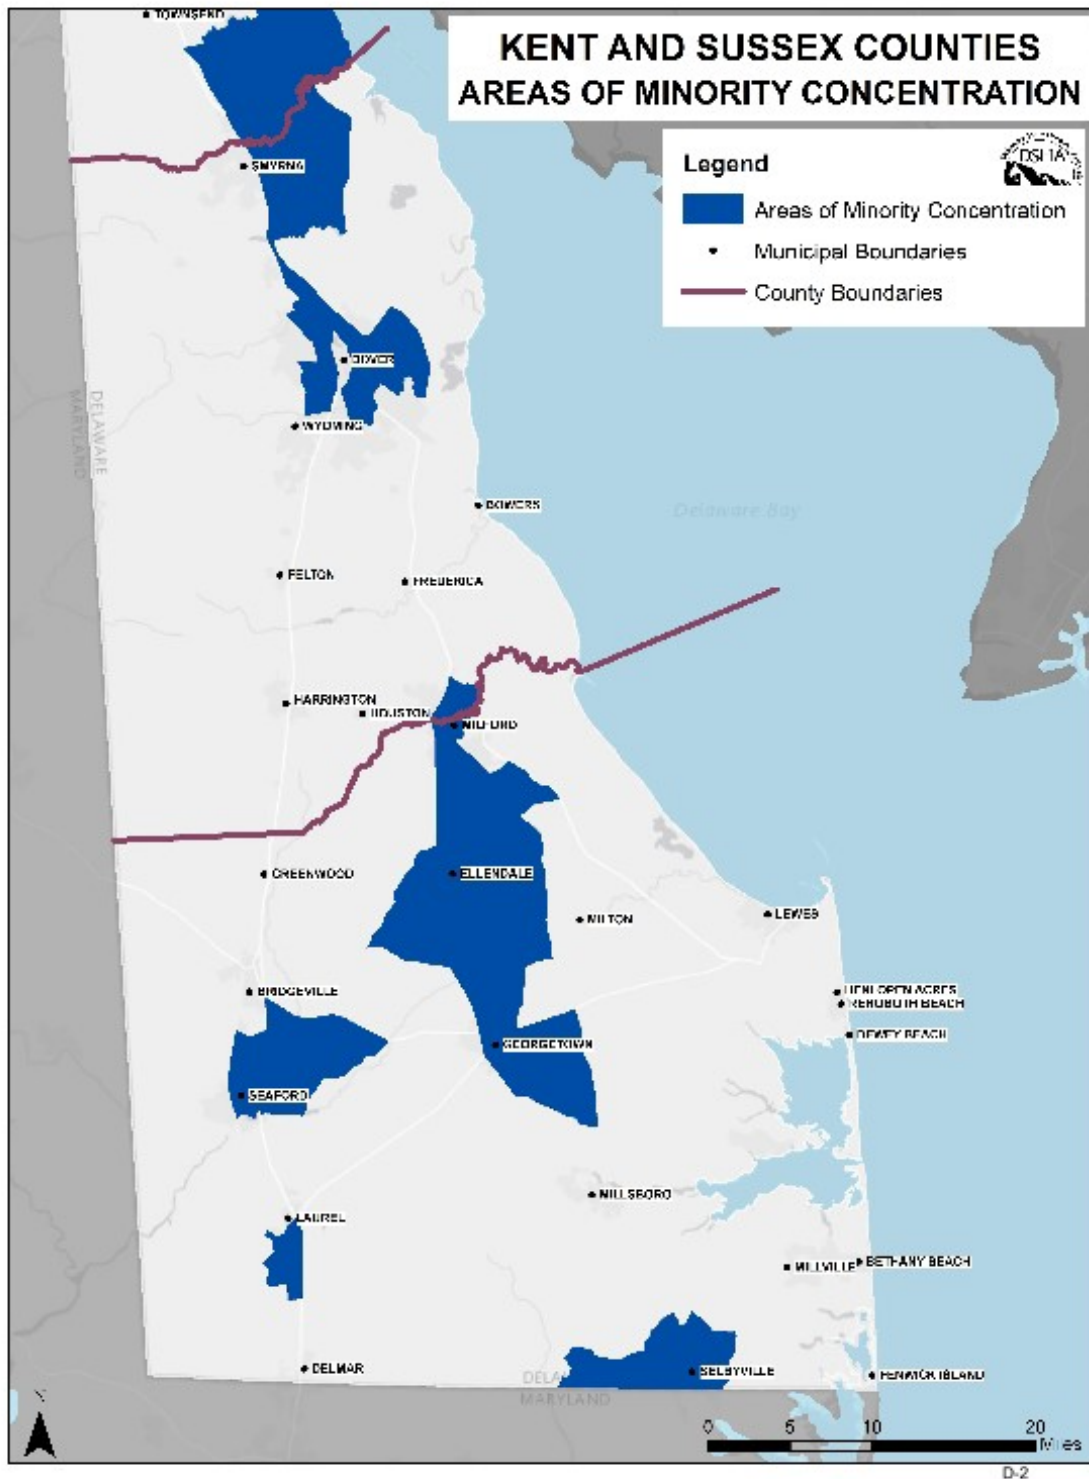 TOWNSEND
KENT AND SUSSEX COUNTIES
AREAS OF MINORITY CONCENTRATION
Legend
DSHA
Areas of Minority Concentration
Municipal Boundaries
County Boundaries
SMYRNA
DOVER
DELAWARE
MARYLAND
WYOMING
BOWERS
Delaware Bay
FELTON
FREDERICA
HARRINGTON
HOUSTON
MILFORD
GREENWOOD
ELLENDALE
MILTON
LEWES
BRIDGEVILLE
HENLOPEN ACRES
REHOBOTH BEACH
DEWEY BEACH
GEORGETOWN
SEAFORD
MILLSBORO
LAUREL
BETHANY BEACH
MILLVILLE
DELMAR
SELBYVILLE
FENWICK ISLAND
MARYLAND
N
0 5 10 20
Miles
D-2